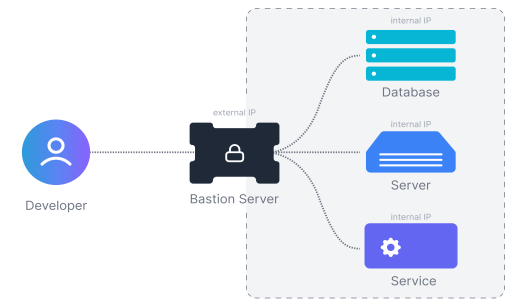 internal IP
Database
external IP
internal IP
Developer
Bastion Server
Server
internal IP
Service